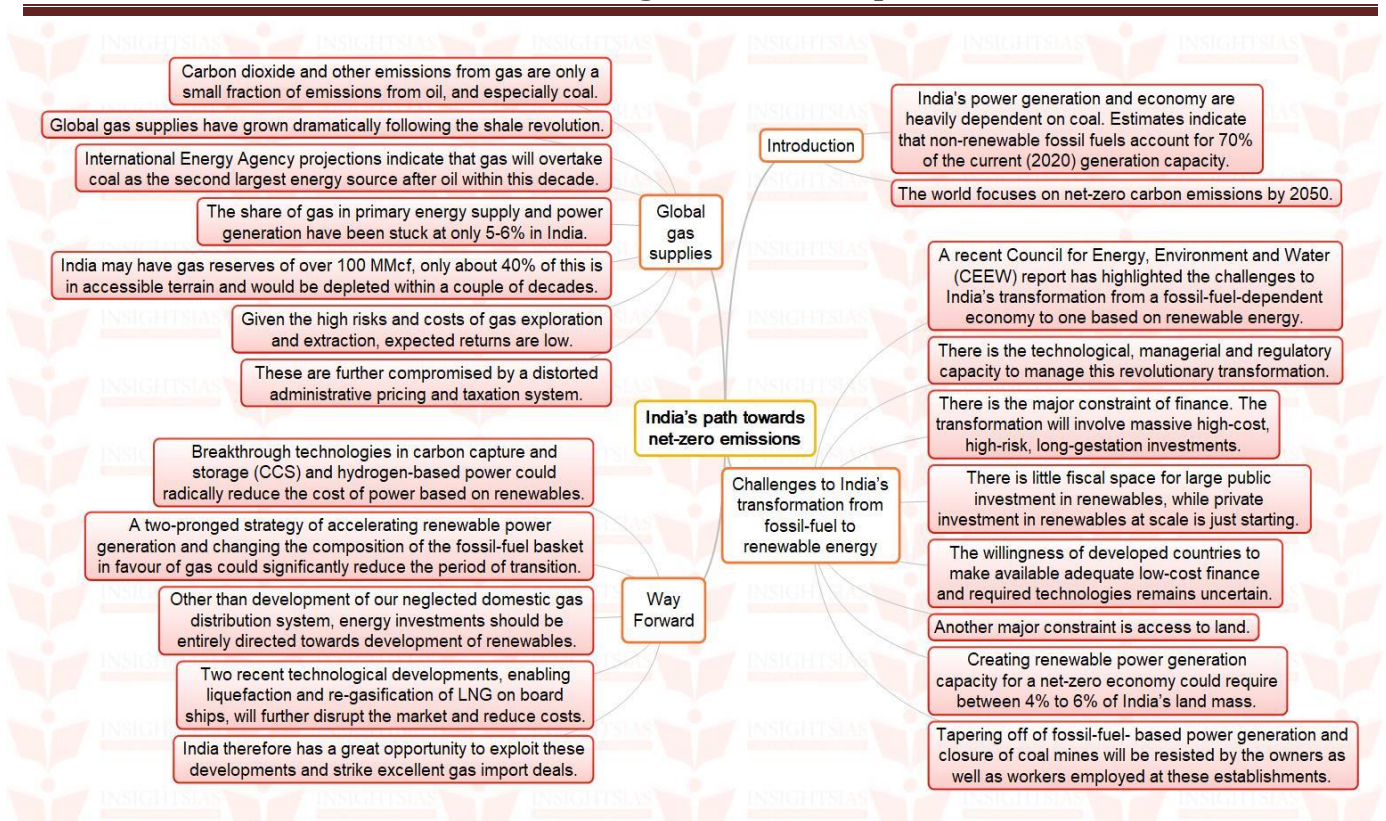 Introduction
India's power generation and economy are
heavily dependent on coal. Estimates indicate
that non-renewable fossil fuels account for 70%
of the current (2020) generation capacity.
The world focuses on net-zero carbon emissions by 2050.
Global
gas
supplies
Carbon dioxide and other emissions from gas are only a
small fraction of emissions from oil, and especially coal.
Global gas supplies have grown dramatically following the shale revolution.
International Energy Agency projections indicate that gas will overtake
coal as the second largest energy source after oil within this decade.
The share of gas in primary energy supply and power
generation have been stuck at only 5-6% in India.
India may have gas reserves of over 100 MMcf, only about 40% of this is
in accessible terrain and would be depleted within a couple of decades.
Given the high risks and costs of gas exploration
and extraction, expected returns are low.
These are further compromised by a distorted
administrative pricing and taxation system.
India's path towards
net-zero emissions
Challenges to India's
transformation from
fossil-fuel to
renewable energy
A recent Council for Energy, Environment and Water
(CEEW) report has highlighted the challenges to
India's transformation from a fossil-fuel-dependent
economy to one based on renewable energy.
There is the technological, managerial and regulatory
capacity to manage this revolutionary transformation.
There is the major constraint of finance. The
transformation will involve massive high-cost,
high-risk, long-gestation investments.
There is little fiscal space for large public
investment in renewables, while private
investment in renewables at scale is just starting.
The willingness of developed countries to
make available adequate low-cost finance
and required technologies remains uncertain.
Another major constraint is access to land.
Creating renewable power generation
capacity for a net-zero economy could require
between 4% to 6% of India's land mass.
Tapering off of fossil-fuel- based power generation and
closure of coal mines will be resisted by the owners as
well as workers employed at these establishments.
Way
Forward
Breakthrough technologies in carbon capture and
storage (CCS) and hydrogen-based power could
radically reduce the cost of power based on renewables.
A two-pronged strategy of accelerating renewable power
generation and changing the composition of the fossil-fuel basket
in favour of gas could significantly reduce the period of transition.
Other than development of our neglected domestic gas
distribution system, energy investments should be
entirely directed towards development of renewables.
Two recent technological developments, enabling
liquefaction and re-gasification of LNG on board
ships, will further disrupt the market and reduce costs.
India therefore has a great opportunity to exploit these
developments and strike excellent gas import deals.
INSIGHTSIAS